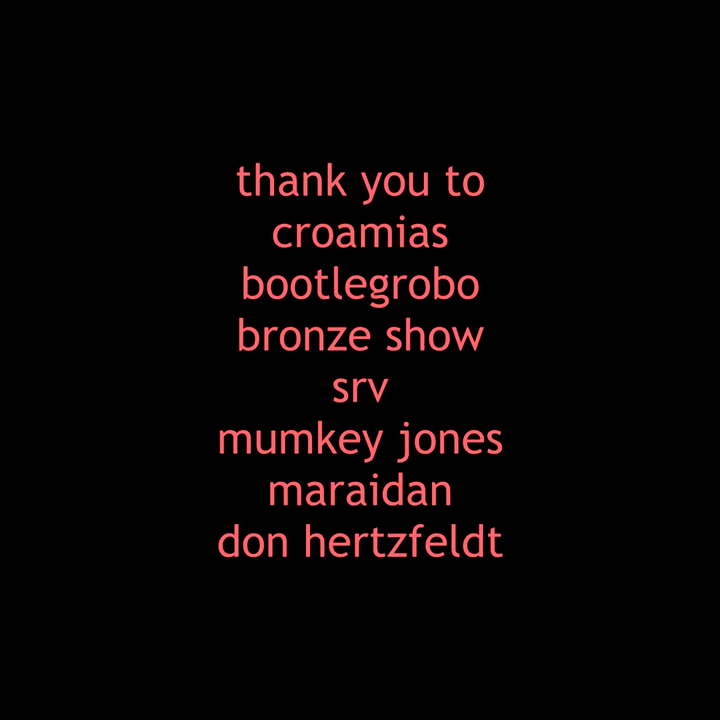 thank you to
croamias
bootlegrobo
bronze show
srv
mumkey jones
maraidan
don hertzfeldt